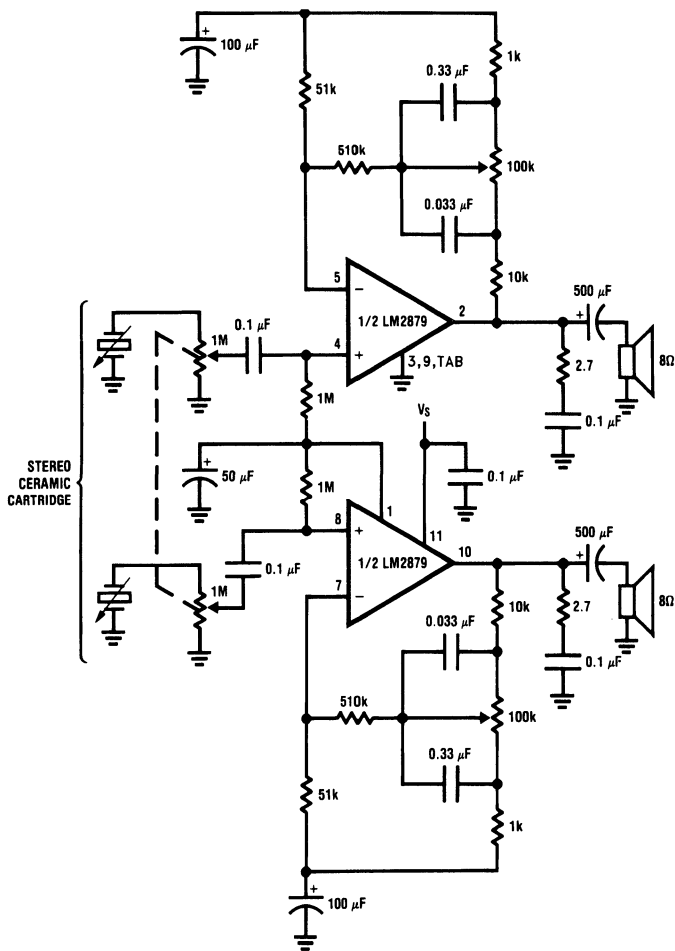 +
100 µF
1k
0.33 µF
51k
510k
100k
0.033 µF
10k
5
−
1/2 LM2879
2
500 µF
+
4
+
3,9,TAB
8Ω
2.7
0.1 µF
1M
0.1 µF
1M
VS
+
50 µF
1M
1
0.1 µF
STEREO
CERAMIC
CARTRIDGE
8
+
11
1/2 LM2879
10
500 µF
+
7
−
0.1 µF
1M
10k
2.7
8Ω
0.1 µF
0.033 µF
510k
100k
0.33 µF
51k
1k
+
100 µF